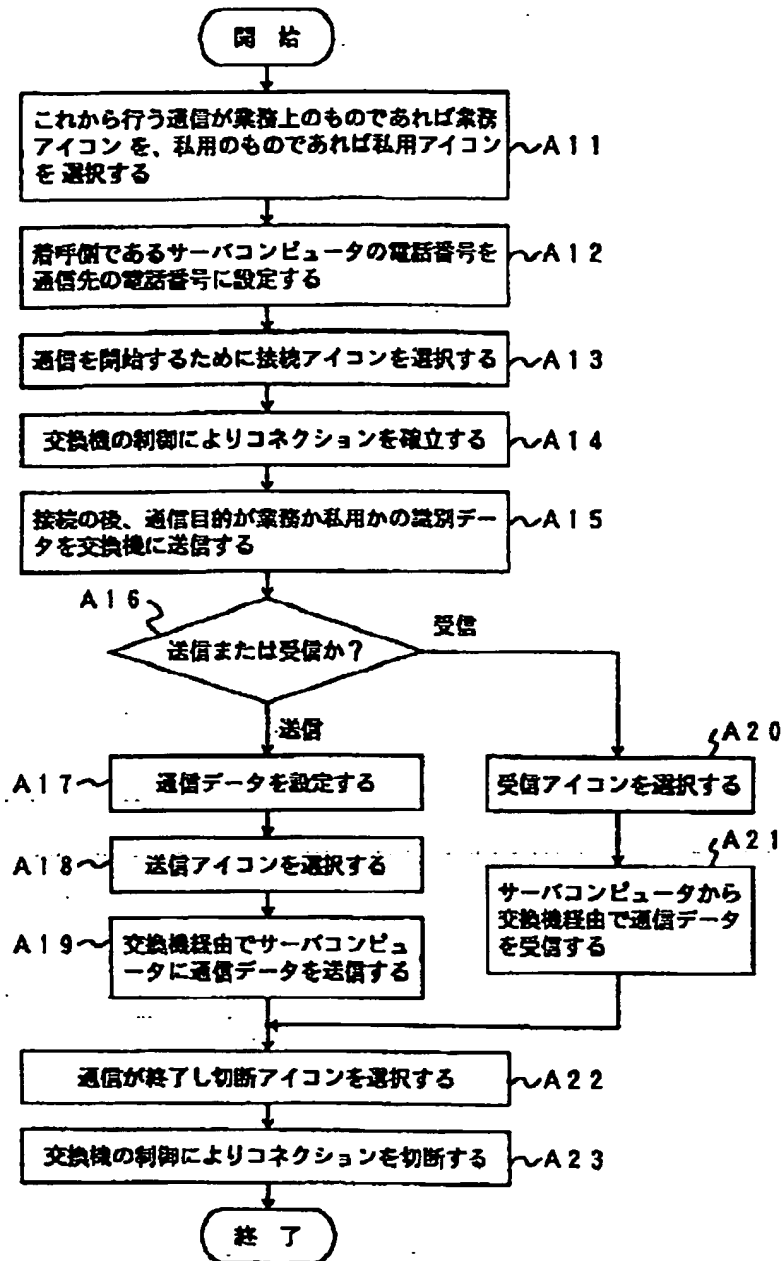 開始
これから行う通信が業務上のものであれば業務
アイコンを、私用のものであれば私用アイコン
を選択する
A11
着呼側であるサーバコンピュータの電話番号を
通信先の電話番号に設定する
A12
通信を開始するために接続アイコンを選択する
A13
交換機の制御によりコネクションを確立する
A14
接続の後、通信目的が業務か私用かの識別デー
タを交換機に送信する
A15
A16
送信または受信か?
受信
送信
A17
通信データを設定する
A18
送信アイコンを選択する
A19
交換機経由でサーバコンピュ
ータに通信データを送信する
A20
受信アイコンを選択する
A21
サーバコンピュータから
交換機経由で通信データ
を受信する
通信が終了し切断アイコンを選択する
A22
交換機の制御によりコネクションを切断する
A23
終了